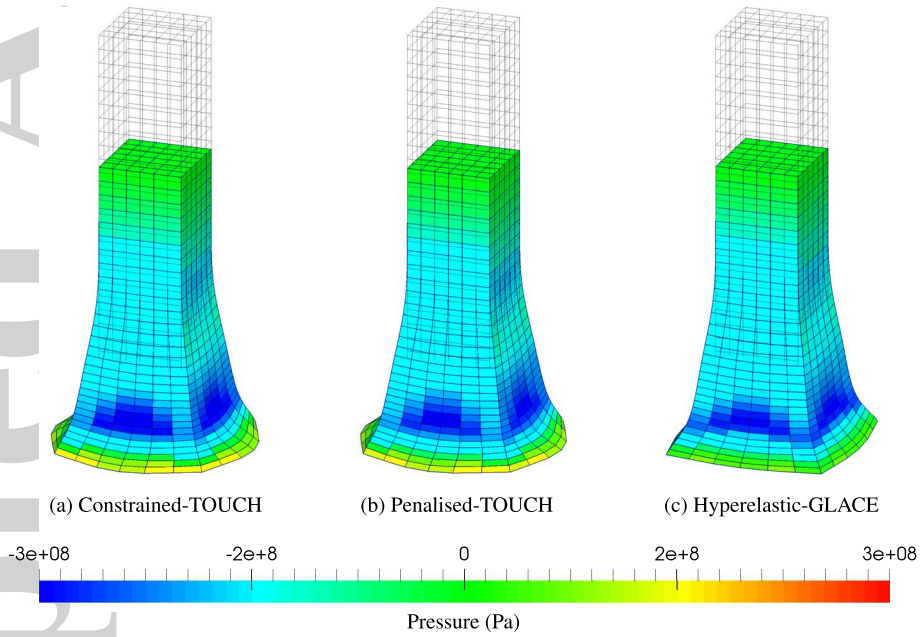 (a) Constrained-TOUCH
(b) Penalised-TOUCH
(c) Hyperelastic-GLACE
-3e+08
-2e+8
0
2e+8
3e+08
Pressure (Pa)